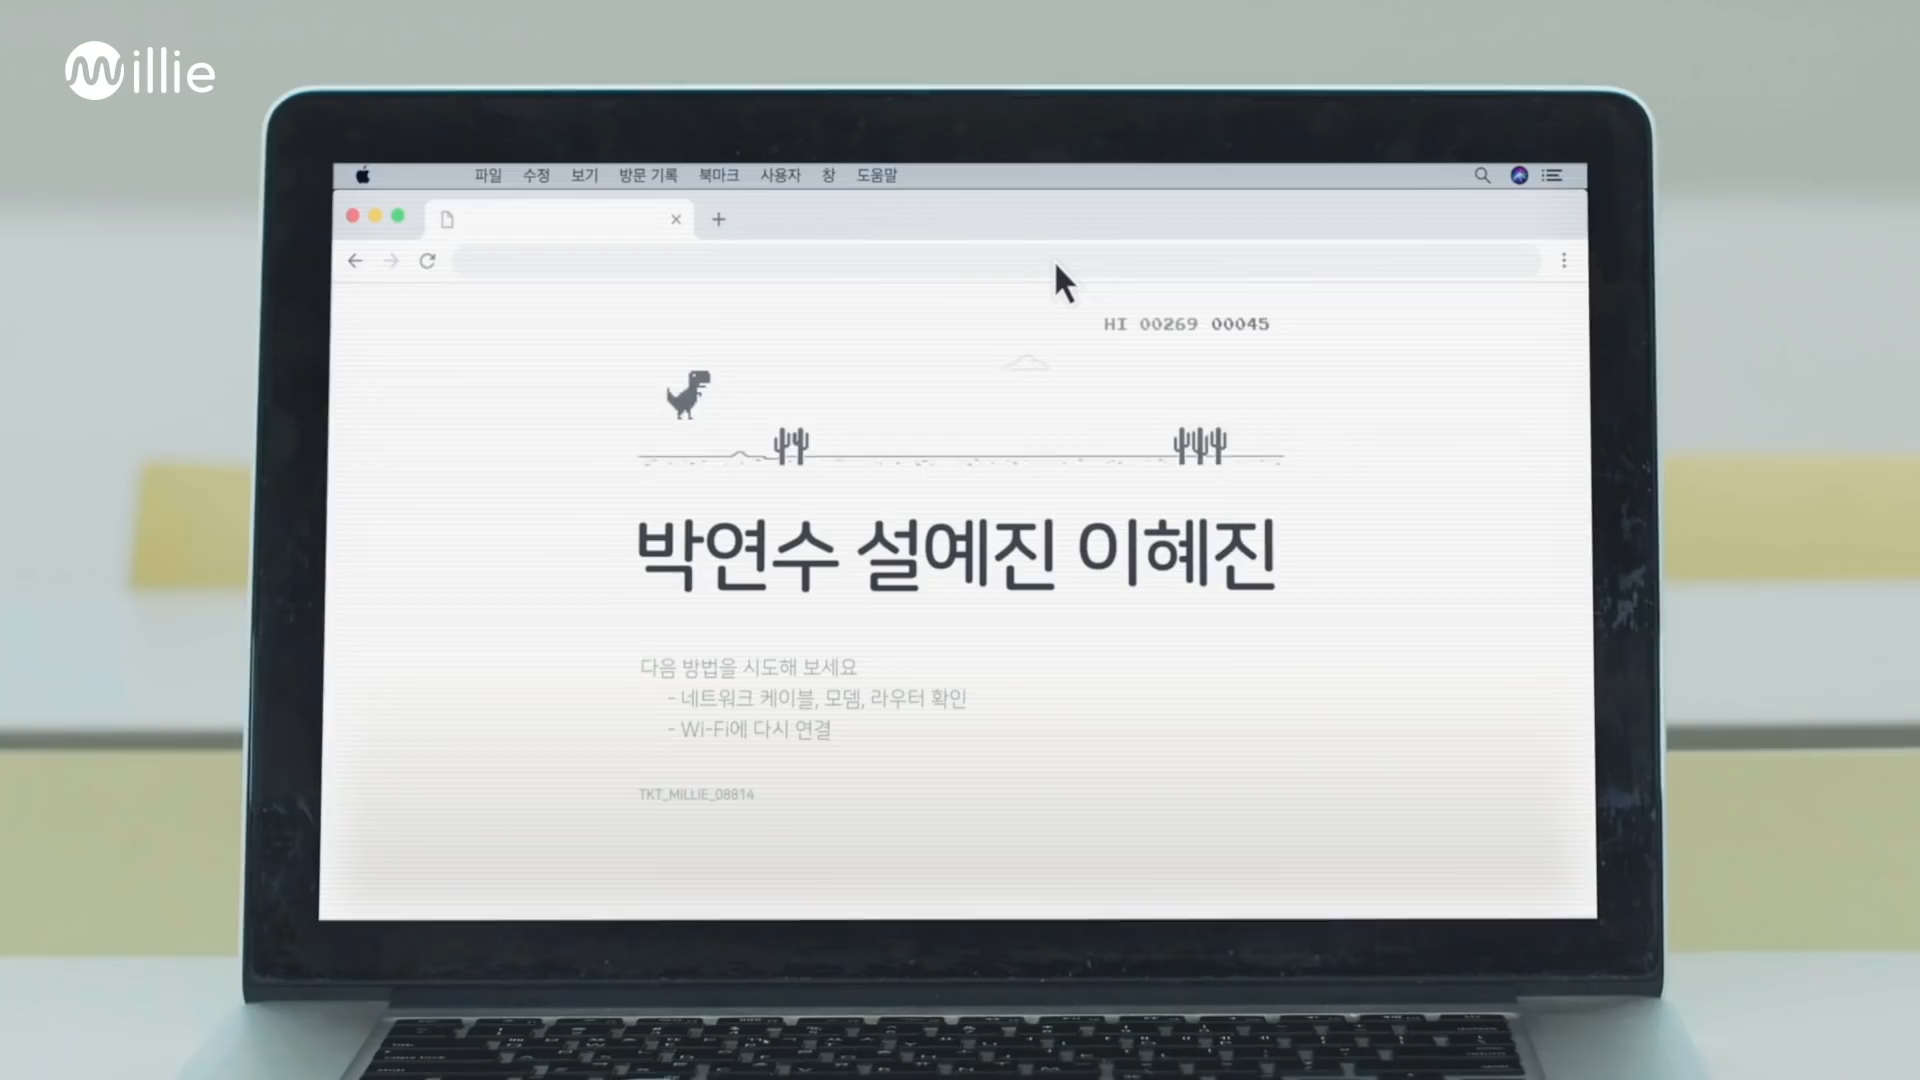 Millie
파일 수정 보기 방문 기록 북마크 사용자 창 도움말
HI 00269 00045
박연수 설예진 이혜진
다음 방법을 시도해 보세요
- 네트워크 케이블, 모뎀, 라우터 확인
- Wi-Fi에 다시 연결
TKT_MILLIE_08814